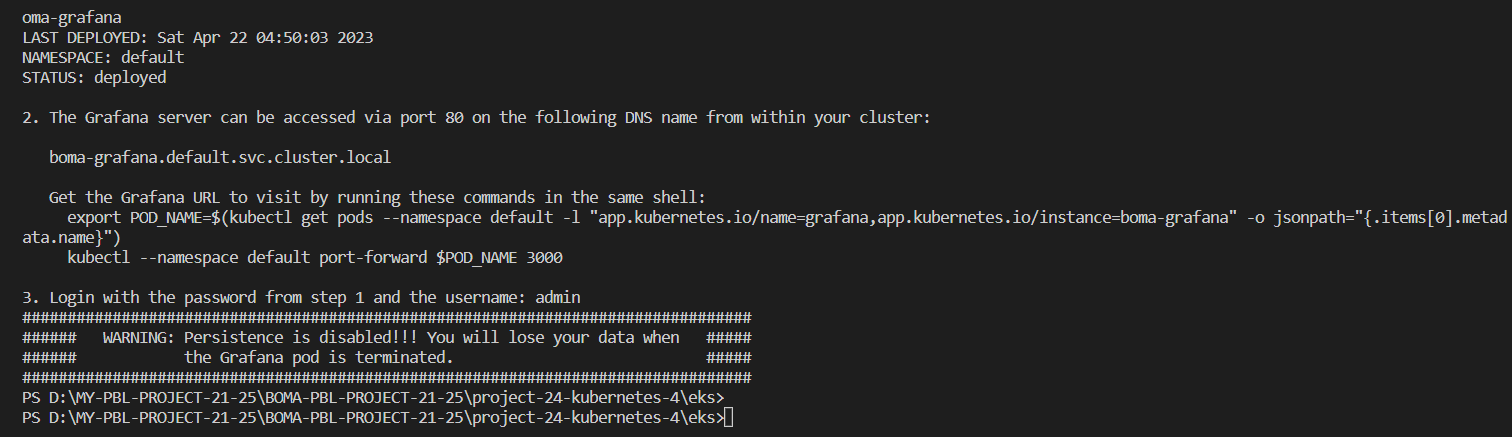 oma-grafana
LAST DEPLOYED: Sat Apr 22 04:50:03 2023
NAMESPACE: default
STATUS: deployed
2. The Grafana server can be accessed via port 80 on the following DNS name from within your cluster:
boma-grafana.default.svc.cluster.local
Get the Grafana URL to visit by running these commands in the same shell:
export POD_NAME=$(kubectl get pods --namespace default -l "app.kubernetes.io/name=grafana,app.kubernetes.io/instance=boma-grafana" -o jsonpath="{.items[0].metad
ata.name}")
kubectl --namespace default port-forward $POD_NAME 3000
3. Login with the password from step 1 and the username: admin
#################################################################################
###### WARNING: Persistence is disabled!!! You will lose your data when #####
###### the Grafana pod is terminated. #####
#################################################################################
PS D:\MY-PBL-PROJECT-21-25\BOMA-PBL-PROJECT-21-25\project-24-kubernetes-4\eks>
PS D:\MY-PBL-PROJECT-21-25\BOMA-PBL-PROJECT-21-25\project-24-kubernetes-4\eks>